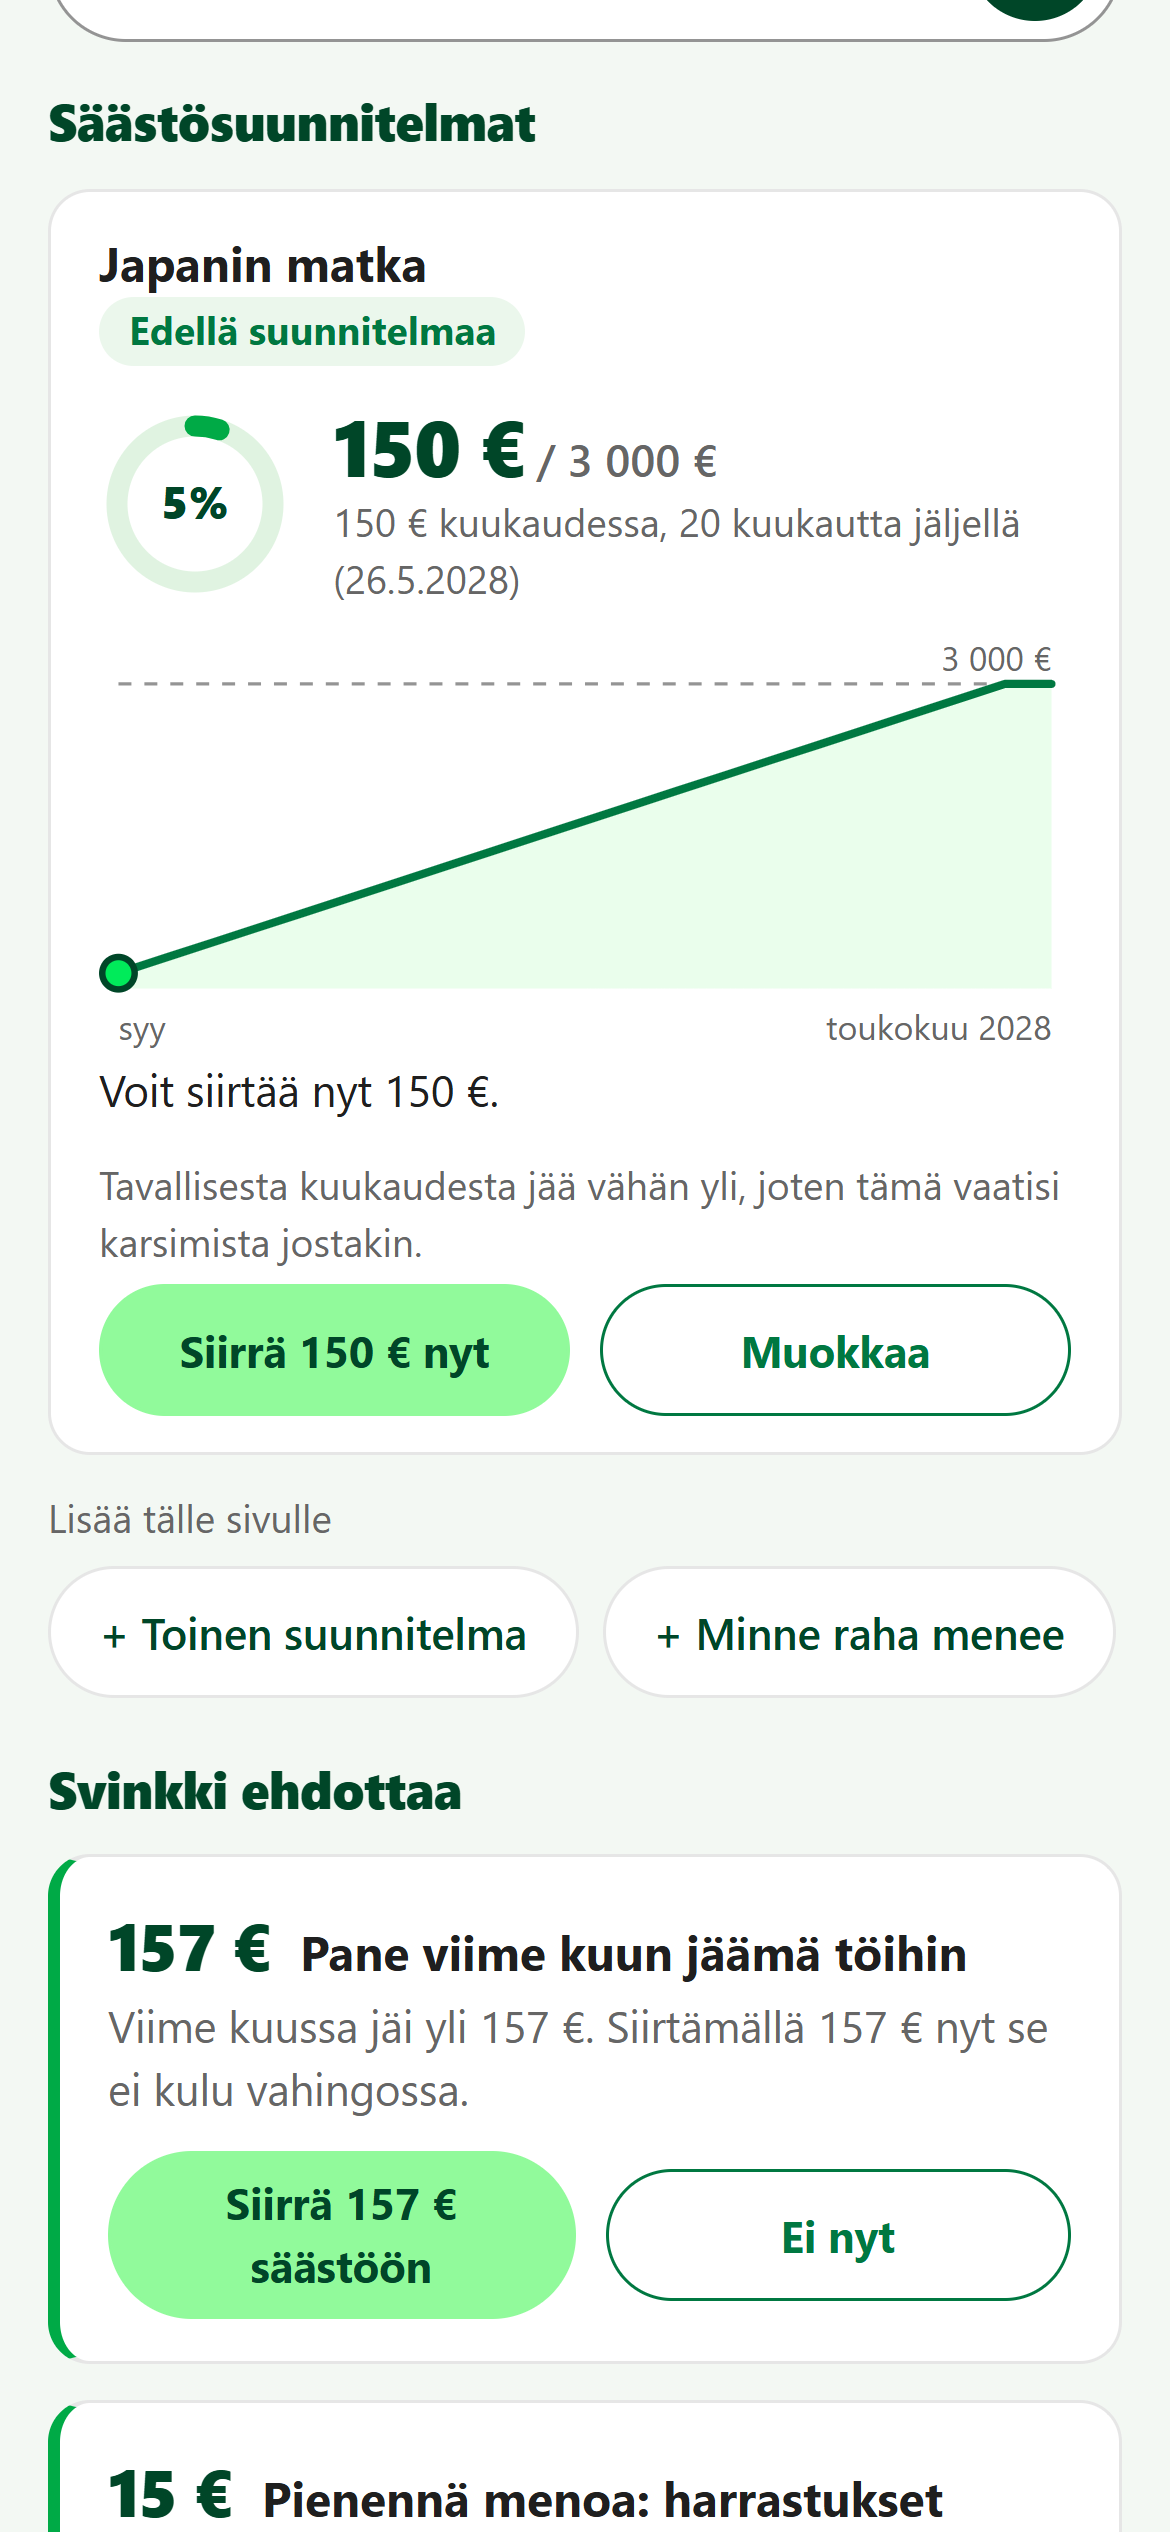 Säästösuunnitelmat
Japanin matka
Edellä suunnitelmaa
5%
150 € / 3 000 €
150 € kuukaudessa, 20 kuukautta jäljellä
(26.5.2028)
3 000 €
syy
toukokuu 2028
Voit siirtää nyt 150 €.
Tavallisesta kuukaudesta jää vähän yli, joten tämä vaatisi
karsimista jostakin.
Siirrä 150 € nyt
Muokkaa
Lisää tälle sivulle
+ Toinen suunnitelma
+ Minne raha menee
Svinkki ehdottaa
157 € Pane viime kuun jäämä töihin
Viime kuussa jäi yli 157 €. Siirtämällä 157 € nyt se
ei kulu vahingossa.
Siirrä 157 €
säästöön
Ei nyt
15 € Pienennä menoa: harrastukset